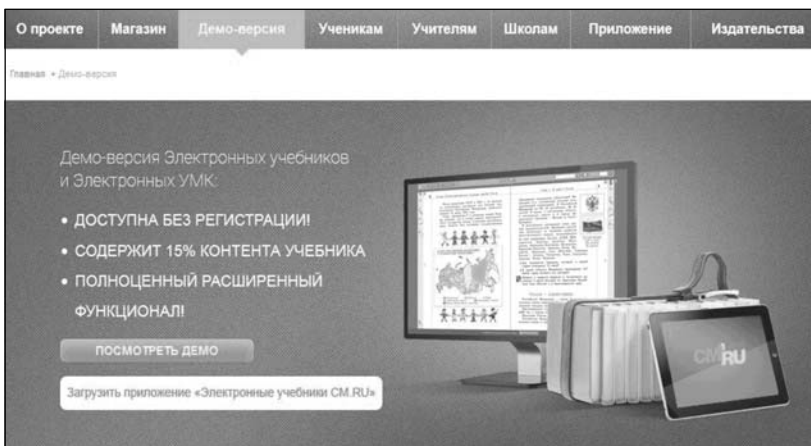 О проекте Магазин Демо-версия Ученикам Учителям Школам Приложение Издательства
Главная » Демо-версия
Демо-версия Электронных учебников
и Электронных УМК:
• ДОСТУПНА БЕЗ РЕГИСТРАЦИИ!
• СОДЕРЖИТ 15% КОНТЕНТА УЧЕБНИКА
• ПОЛНОЦЕННЫЙ РАСШИРЕННЫЙ
ФУНКЦИОНАЛ!
ПОСМОТРЕТЬ ДЕМО
Загрузить приложение «Электронные учебники CM.RU»
CM.RU